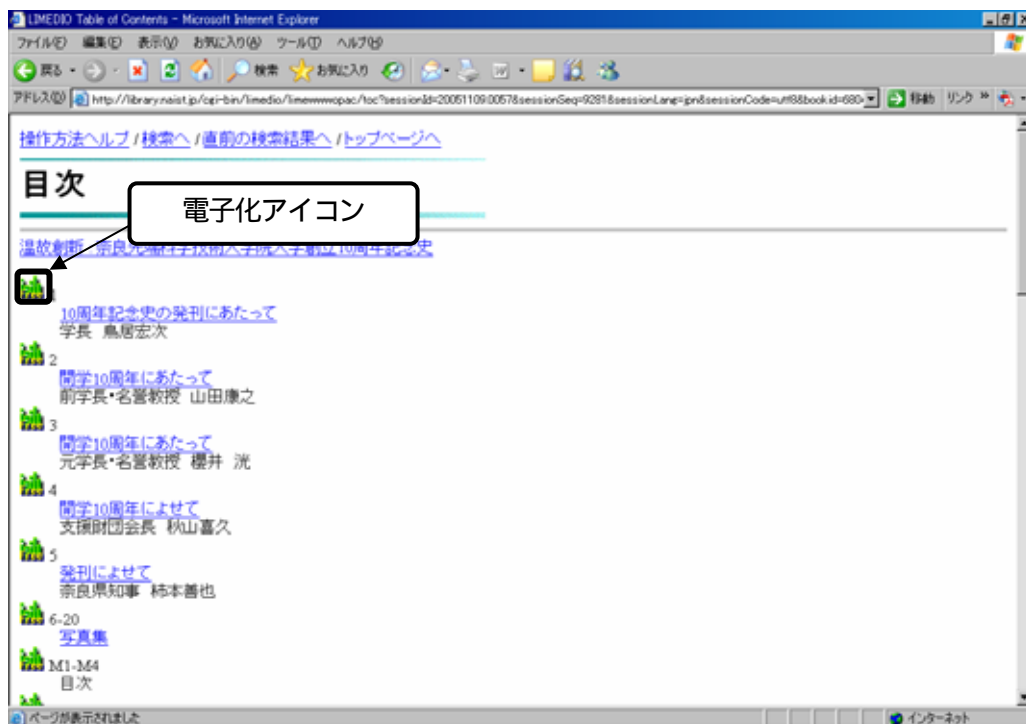 LIMEDIO Table of Contents - Microsoft Internet Explorer
ファイル(F) 編集(E) 表示(V) お気に入り(A) ツール(T) ヘルプ(H)
戻る 検索 お気に入り
アドレス(D) http://library.naist.jp/cgi-bin/limedio/limewwwopac/toc?sessionId=200511090057&sessionSeq=9281&sessionLang=jpn&sessionCode=utf8&book id=680 移動 リンク »
操作方法へルプ / 検索へ / 直前の検索結果へ / トップページへ
目次
電子化アイコン
温故創新 奈良先端科学技術大学院大学創立10周年記念史
1
10周年記念史の発刊にあたって
学長 鳥居宏次
2
開学10周年にあたって
前学長・名誉教授 山田康之
3
開学10周年にあたって
元学長・名誉教授 櫻井 洸
4
開学10周年によせて
支援財団会長 秋山喜久
5
発刊によせて
奈良県知事 柿本善也
6-20
写真集
M1-M4
目次
ページが表示されました インターネット